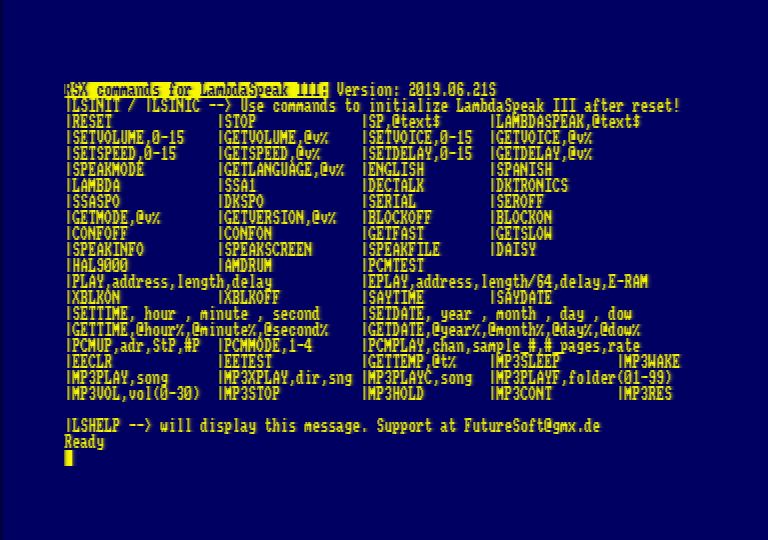 RSX commands for LambdaSpeak III: Version: 2019.06.21S
|LSINIT / |LSINIC --> Use commands to initialize LambdaSpeak III after reset!
|RESET |STOP |SP,@text$ |LAMBDASPEAK,@text$
|SETVOLUME,0-15 |GETVOLUME,@v% |SETVOICE,0-15 |GETVOICE,@v%
|SETSPEED,0-15 |GETSPEED,@v% |SETDELAY,0-15 |GETDELAY,@v%
|SPEAKMODE |GETLANGUAGE,@v% |ENGLISH |SPANISH
|LAMBDA |SSA1 |DECTALK |DKTRONICS
|SSASPO |DKSPO |SERIAL |SEROFF
|GETMODE,@v% |GETVERSION,@v% |BLOCKOFF |BLOCKON
|CONFOFF |CONFON |GETFAST |GETSLOW
|SPEAKINFO |SPEAKSCREEN |SPEAKFILE |DAISY
|HAL9000 |AMDRUM |PCMTEST
|PLAY,address,length,delay |EPLAY,address,length/64,delay,E-RAM
|XBLKON |XBLKOFF |SAYTIME |SAYDATE
|SETTIME, hour , minute , second |SETDATE, year , month , day , dow
|GETTIME,@hour%,@minute%,@second% |GETDATE,@year%,@month%,@day%,@dow%
|PCMUP,adr,StP,#P |PCMMODE,1-4 |PCMPLAY,chan,sample_#,#_pages,rate
|EECLR |EETEST |GETTEMP,@t% |MP3SLEEP |MP3WAKE
|MP3PLAY,song |MP3XPLAY,dir,sng |MP3PLAYC,song |MP3PLAYF,folder(01-99)
|MP3VOL,vol(0-30) |MP3STOP |MP3HOLD |MP3CONT |MP3RES
|LSHELP --> will display this message. Support at FutureSoft@gmx.de
Ready